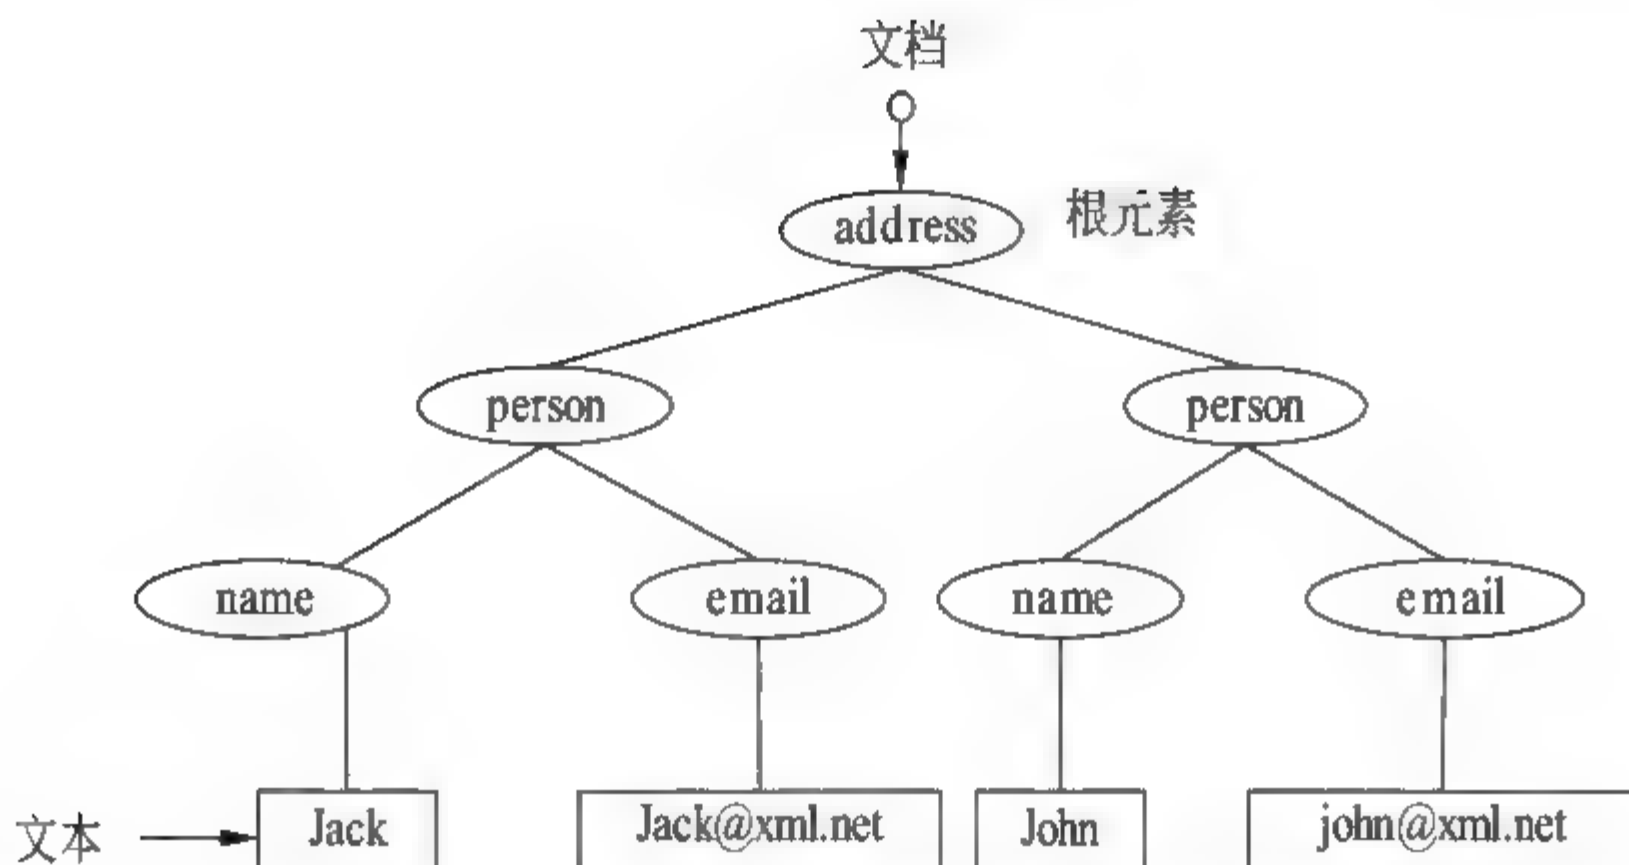 文档
address
根元素
person
person
name
email
name
email
文本
Jack
Jack@xml.net
John
john@xml.net